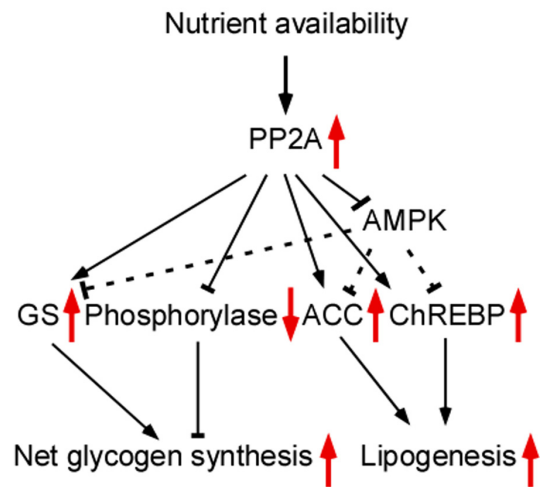 Nutrient availability
PP2A
AMPK
GS Phosphorylase ACC ChREBP
Net glycogen synthesis Lipogenesis